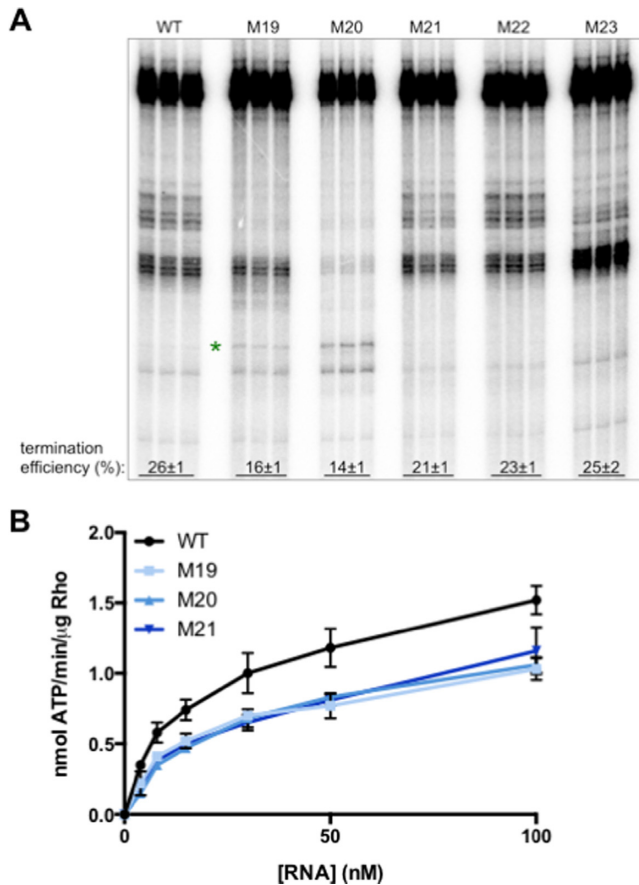 A
WT M19 M20 M21 M22 M23
*
termination
efficiency (%): 26±1 16±1 14±1 21±1 23±1 25±2
B
nmol ATP/min/µg Rho
2.0
1.5
1.0
0.5
0.0
WT
M19
M20
M21
0 50 100
[RNA] (nM)